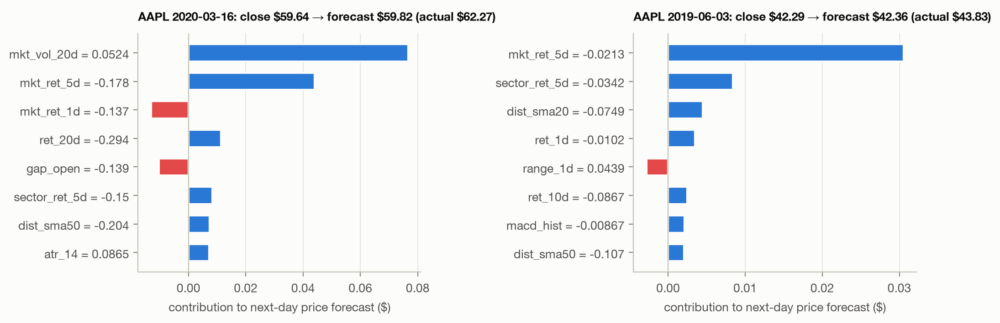 AAPL 2020-03-16: close $59.64 → forecast $59.82 (actual $62.27)
mkt_vol_20d = 0.0524
mkt_ret_5d = -0.178
mkt_ret_1d = -0.137
ret_20d = -0.294
gap_open = -0.139
sector_ret_5d = -0.15
dist_sma50 = -0.204
atr_14 = 0.0865
0.00 0.02 0.04 0.06 0.08
contribution to next-day price forecast ($)
AAPL 2019-06-03: close $42.29 → forecast $42.36 (actual $43.83)
mkt_ret_5d = -0.0213
sector_ret_5d = -0.0342
dist_sma20 = -0.0749
ret_1d = -0.0102
range_1d = 0.0439
ret_10d = -0.0867
macd_hist = -0.00867
dist_sma50 = -0.107
0.00 0.01 0.02 0.03
contribution to next-day price forecast ($)